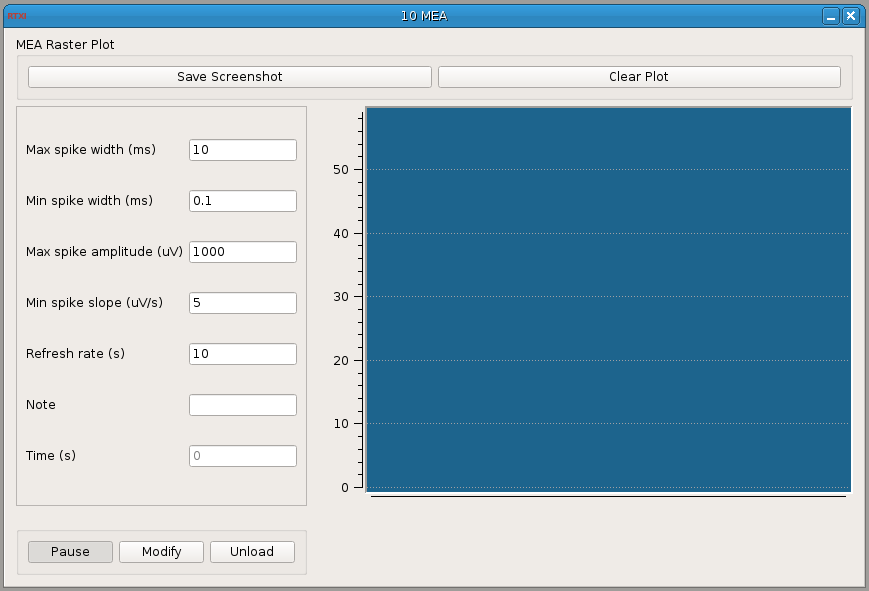 RTXI
10 MEA
MEA Raster Plot
Save Screenshot
Clear Plot
Max spike width (ms)
10
Min spike width (ms)
0.1
Max spike amplitude (uV)
1000
Min spike slope (uV/s)
5
Refresh rate (s)
10
Note
Time (s)
0
50
40
30
20
10
0
Pause
Modify
Unload